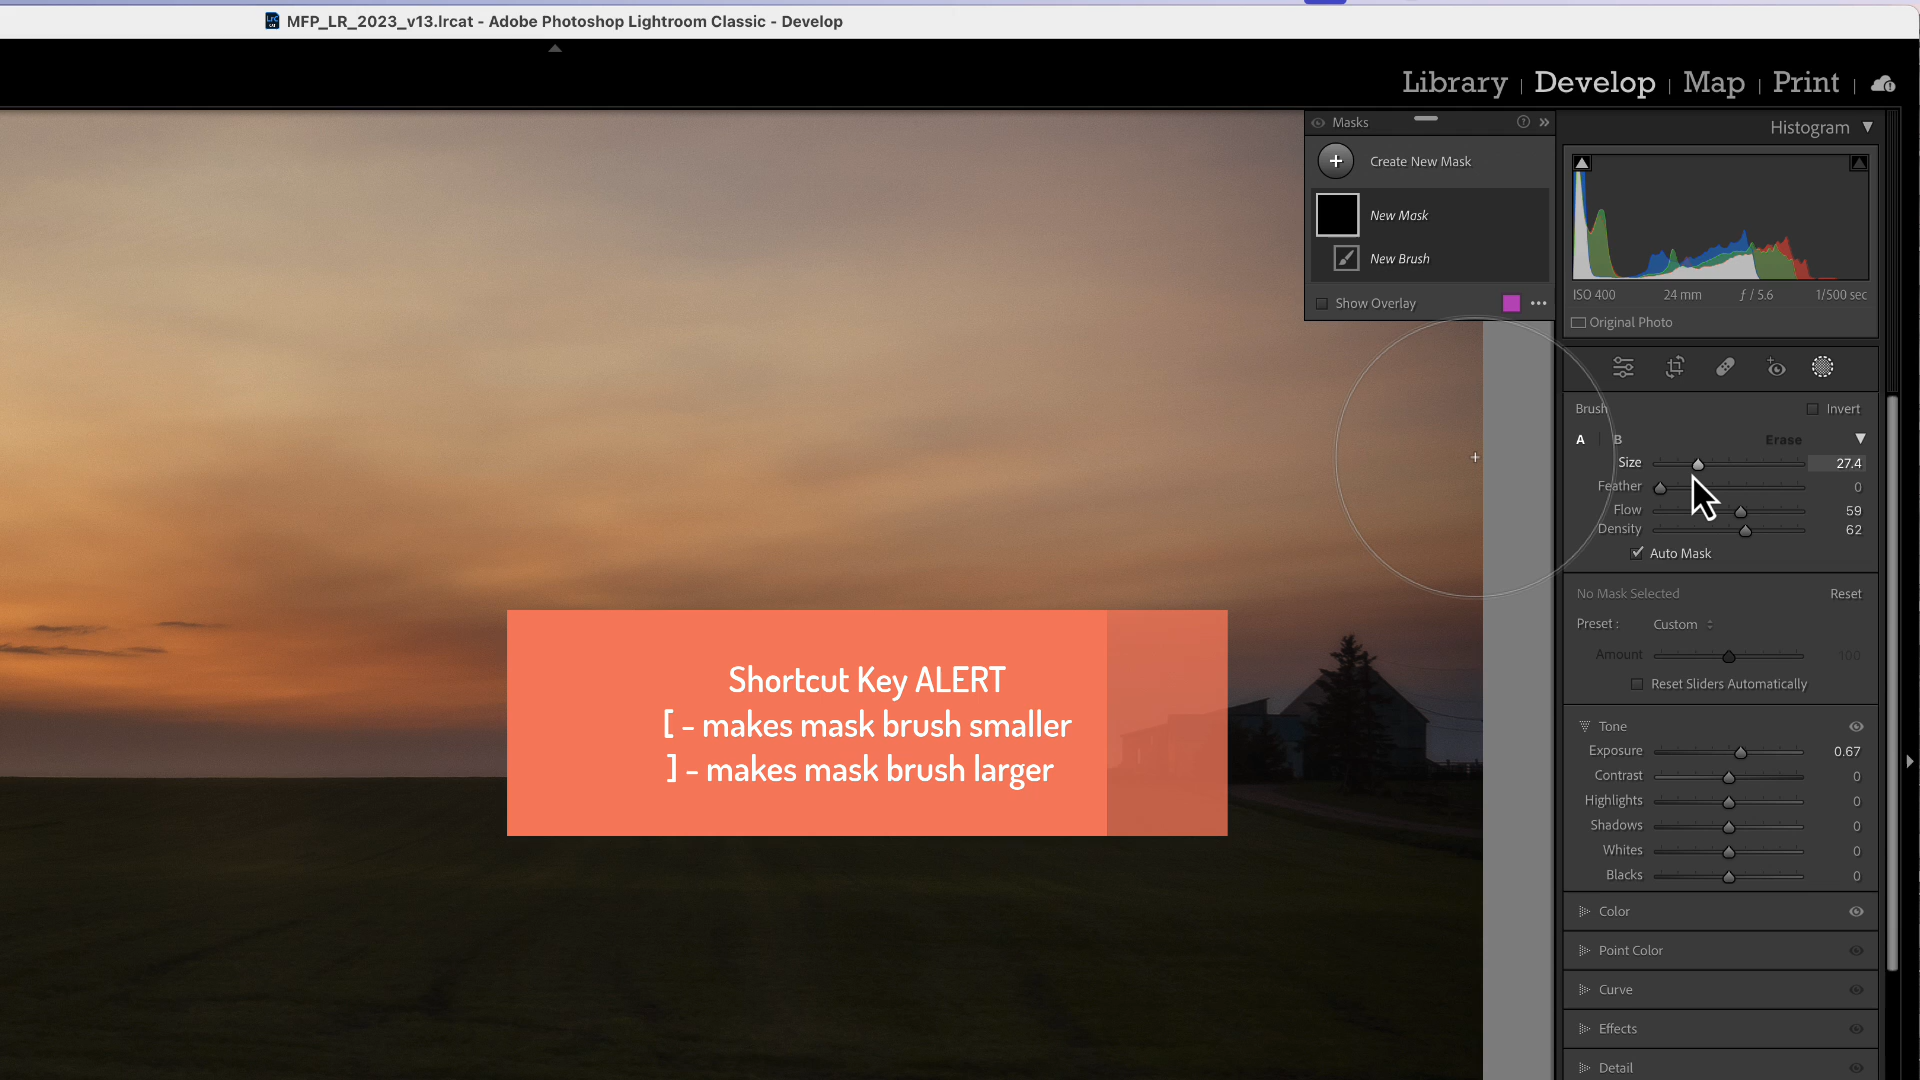 MFP_LR_2023_v13.lrcat - Adobe Photoshop Lightroom Classic - Develop
Library | Develop | Map | Print |
Masks
Create New Mask
New Mask
New Brush
Show Overlay
Histogram
ISO 400 24 mm ƒ / 5.6 1/500 sec
Original Photo
Brush Invert
A B Erase
Size 27.4
Feather 0
Flow 59
Density 62
Auto Mask
No Mask Selected Reset
Preset : Custom
Amount 100
Reset Sliders Automatically
Tone
Exposure 0.67
Contrast 0
Highlights 0
Shadows 0
Whites 0
Blacks 0
Color
Point Color
Curve
Effects
Detail
Shortcut Key ALERT
[ - makes mask brush smaller
] - makes mask brush larger